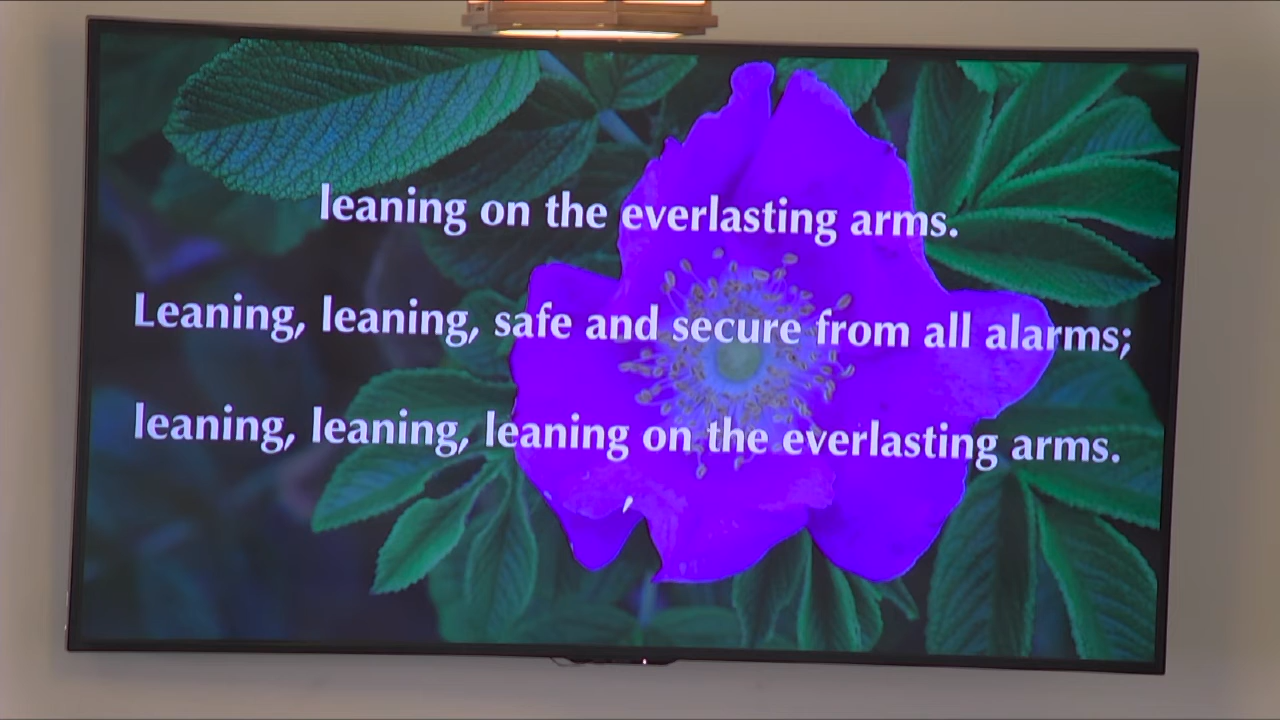 leaning on the everlasting arms.
Leaning, leaning, safe and secure from all alarms;
leaning, leaning, leaning on the everlasting arms.